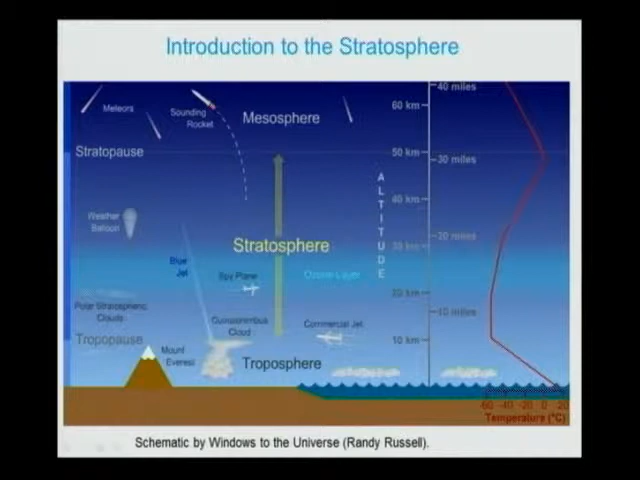 Introduction to the Stratosphere
40 miles
Meteors
Sounding
Rocket
Mesosphere
60 km
Stratopause
50 km
30 miles
ALTITUDE
40 km
Weather
Balloon
Stratosphere
30 km
20 miles
Blue
Jet
Spy Plane
Ozone Layer
20 km
Polar Stratospheric
Clouds
10 miles
Cumulonimbus
Cloud
Commercial Jet
Tropopause
10 km
Mount
Everest
Troposphere
-60 -40 -20 0 20
Temperature (°C)
Schematic by Windows to the Universe (Randy Russell).